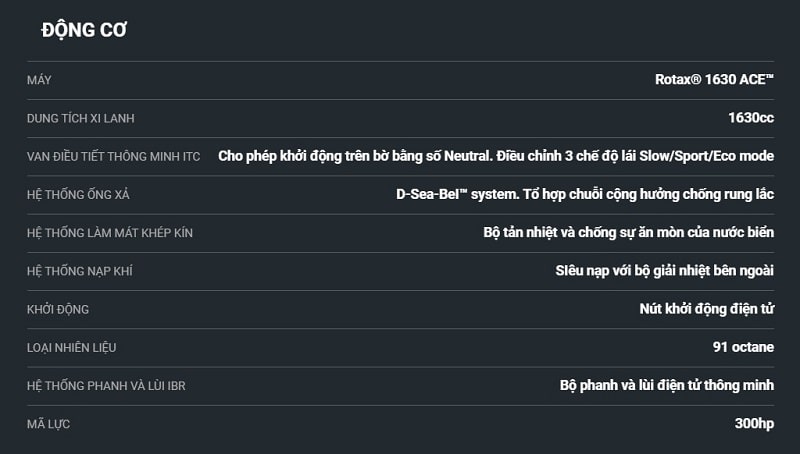 ĐỘNG CƠ
MÁY Rotax® 1630 ACE™
DUNG TÍCH XI LANH 1630cc
VAN ĐIỀU TIẾT THÔNG MINH ITC Cho phép khởi động trên bờ bằng số Neutral. Điều chỉnh 3 chế độ lái Slow/Sport/Eco mode
HỆ THỐNG ỐNG XẢ D-Sea-Bel™ system. Tổ hợp chuỗi cộng hưởng chống rung lắc
HỆ THỐNG LÀM MÁT KHÉP KÍN Bộ tản nhiệt và chống sự ăn mòn của nước biển
HỆ THỐNG NẠP KHÍ SIêu nạp với bộ giải nhiệt bên ngoài
KHỞI ĐỘNG Nút khởi động điện tử
LOẠI NHIÊN LIỆU 91 octane
HỆ THỐNG PHANH VÀ LÙI IBR Bộ phanh và lùi điện tử thông minh
MÃ LỰC 300hp